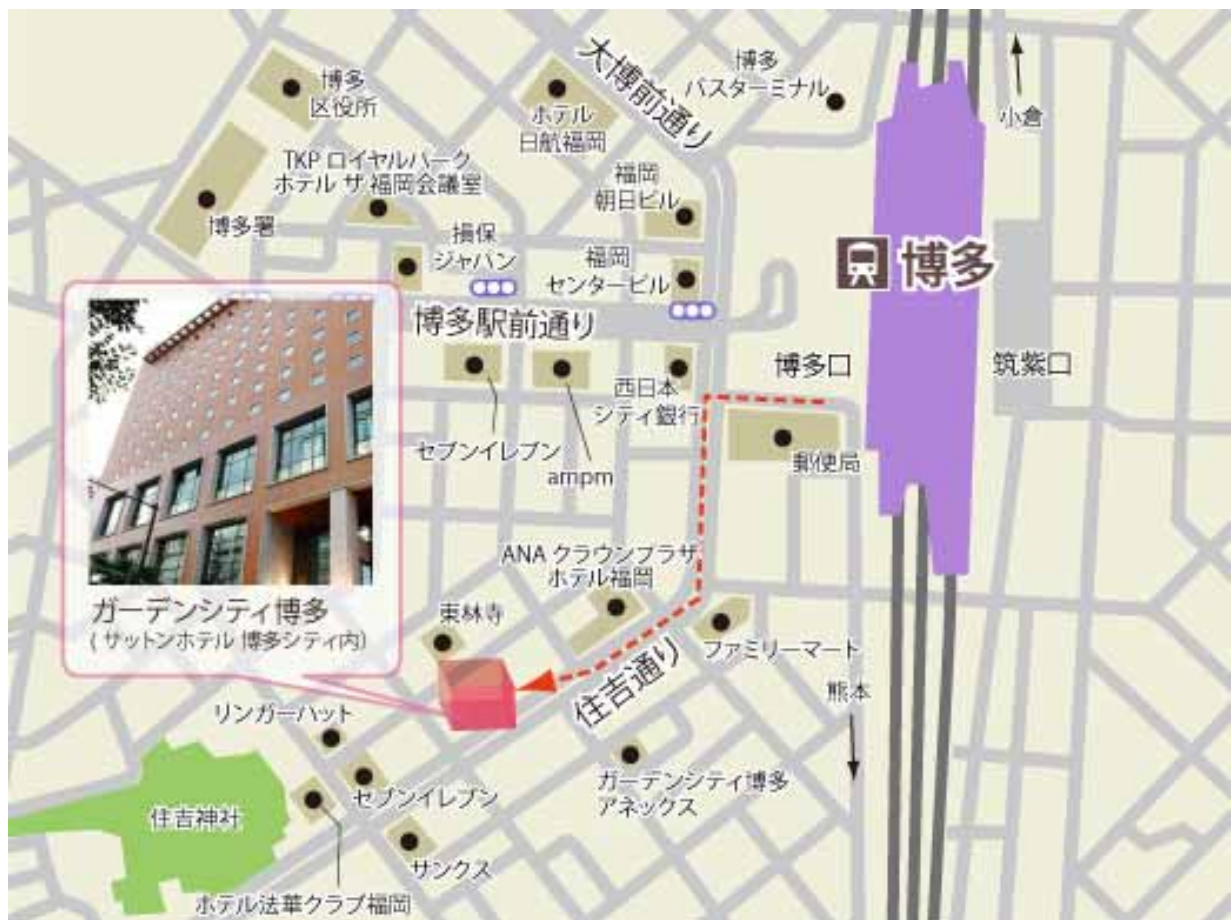 博多
区役所
博多署
TKP ロイヤルパーク
ホテル ザ 福岡会議室
損保
ジャパン
ホテル
日航福岡
大博前通り
博多
バスターミナル
小倉
福岡
朝日ビル
福岡
センタービル
博多
博多駅前通り
博多口
筑紫口
西日本
シティ銀行
セブンイレブン
ampm
郵便局
ANA クラウンプラザ
ホテル福岡
ガーデンシティ博多
(サットンホテル 博多シティ内)
東林寺
住吉通り
ファミリーマート
熊本
リンガーハット
セブンイレブン
ガーデンシティ博多
アネックス
住吉神社
サンクス
ホテル法華クラブ福岡